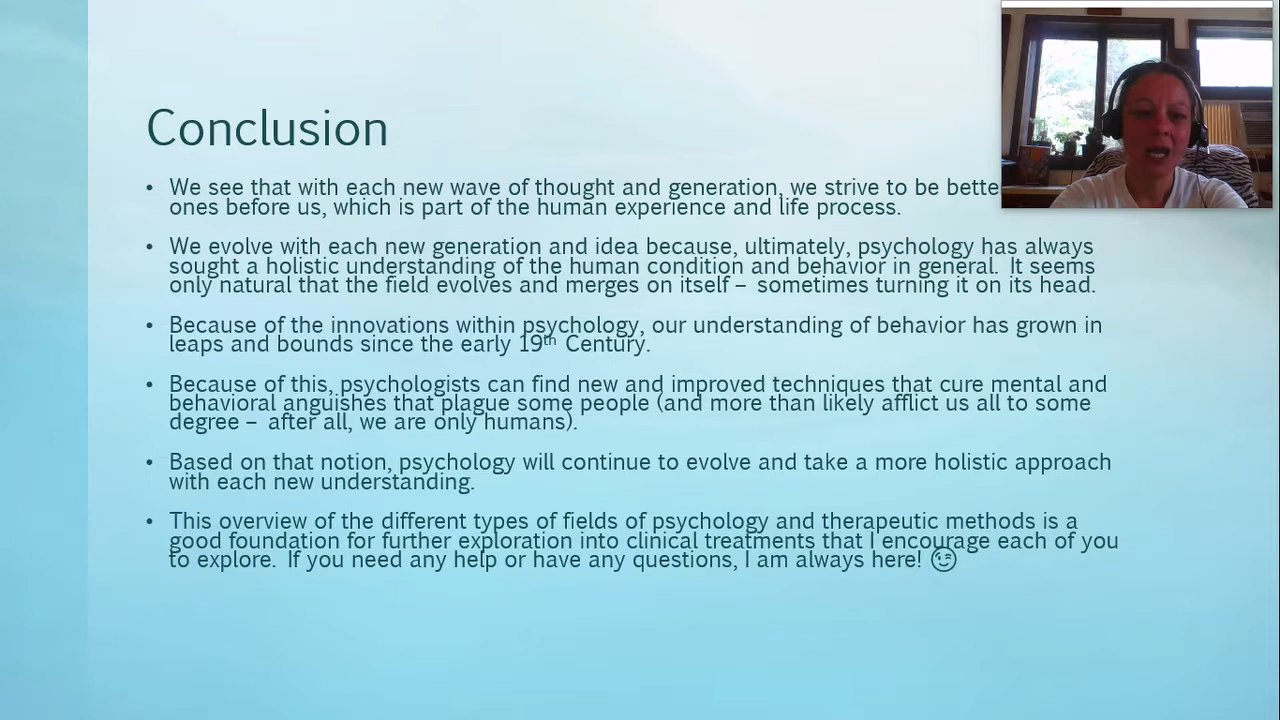 Conclusion
• We see that with each new wave of thought and generation, we strive to be bette
ones before us, which is part of the human experience and life process.
• We evolve with each new generation and idea because, ultimately, psychology has always
sought a holistic understanding of the human condition and behavior in general.  It seems
only natural that the field evolves and merges on itself –  sometimes turning it on its head.
• Because of the innovations within psychology, our understanding of behavior has grown in
leaps and bounds since the early 19th Century.
• Because of this, psychologists can find new and improved techniques that cure mental and
behavioral anguishes that plague some people (and more than likely afflict us all to some
degree –  after all, we are only humans).
• Based on that notion, psychology will continue to evolve and take a more holistic approach
with each new understanding.
• This overview of the different types of fields of psychology and therapeutic methods is a
good foundation for further exploration into clinical treatments that I encourage each of you
to explore.  If you need any help or have any questions, I am always here! 😉